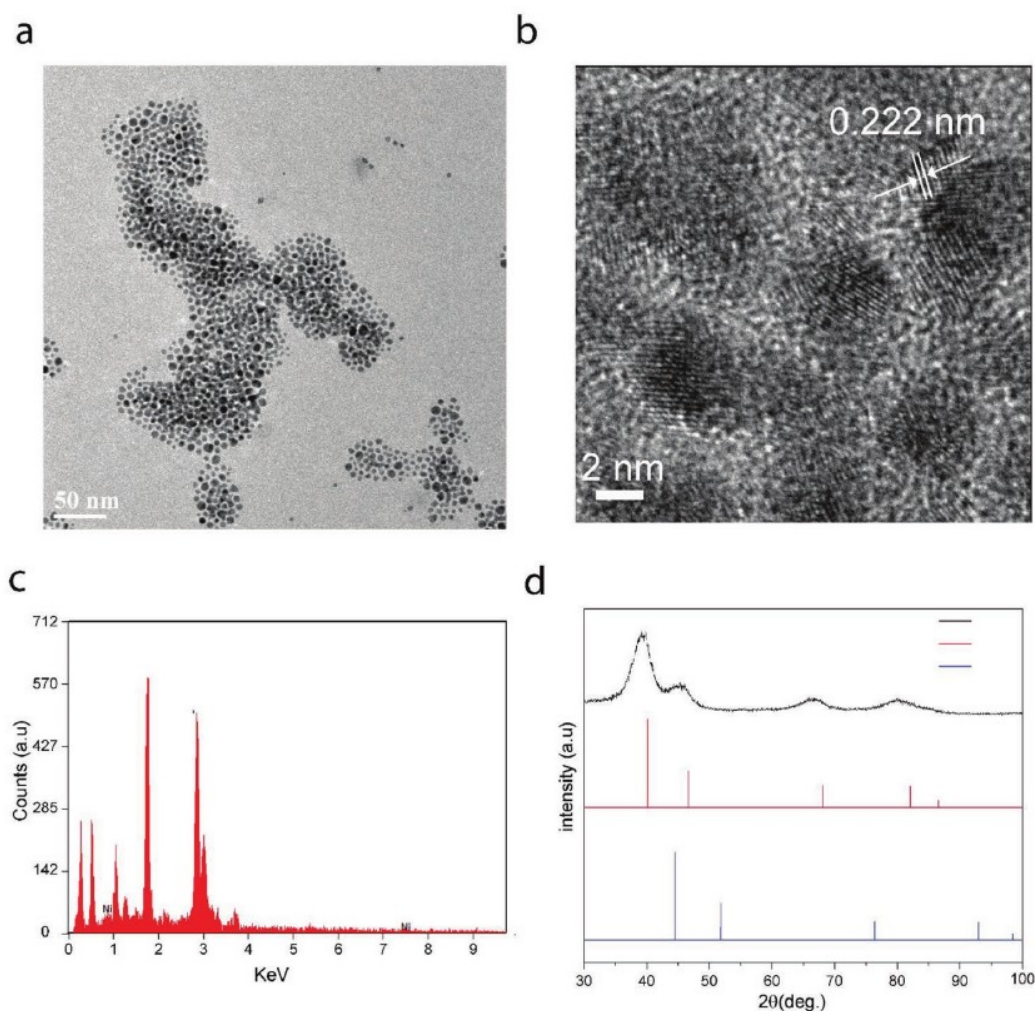 a
b
0.222 nm
50 nm
2 nm
c
d
712
570
427
285
142
0
Counts (a.u)
Ni
Ni
0 1 2 3 4 5 6 7 8 9
KeV
intensity (a.u)
30 40 50 60 70 80 90 100
2θ(deg.)